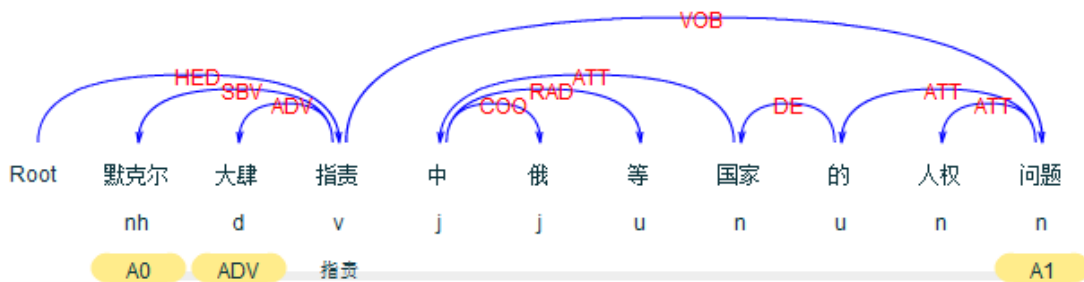 VOB
HED ATT
SBV RAD ATT
ADV COO DE ATT
Root 默克尔 大肆 指责 中 俄 等 国家 的 人权 问题
nh d v j j u n u n n
A0 ADV 指责 A1